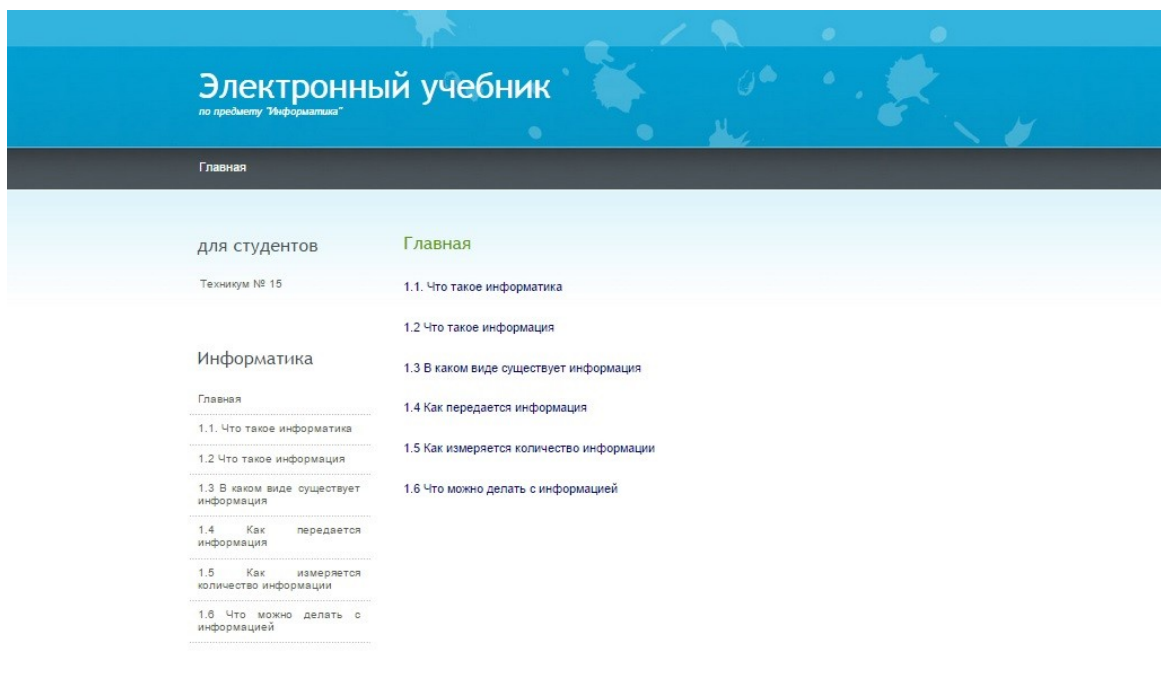 Электронный учебник
по предмету "Информатика"
Главная
для студентов
Техникум № 15
Информатика
Главная
1.1. Что такое информатика
1.2 Что такое информация
1.3 В каком виде существует
информация
1.4 Как передается
информация
1.5 Как измеряется
количество информации
1.6 Что можно делать с
информацией
Главная
1.1. Что такое информатика
1.2 Что такое информация
1.3 В каком виде существует информация
1.4 Как передается информация
1.5 Как измеряется количество информации
1.6 Что можно делать с информацией